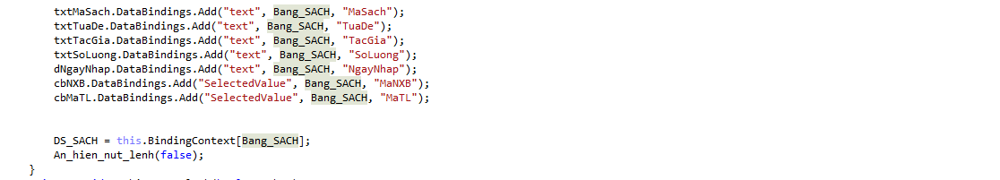 txtMaSach.DataBindings.Add("text", Bang_SACH, "MaSach");
txtTuaDe.DataBindings.Add("text", Bang_SACH, "TuaDe");
txtTacGia.DataBindings.Add("text", Bang_SACH, "TacGia");
txtSoLuong.DataBindings.Add("text", Bang_SACH, "SoLuong");
dNgayNhap.DataBindings.Add("text", Bang_SACH, "NgayNhap");
cbNXB.DataBindings.Add("SelectedValue", Bang_SACH, "MaNXB");
cbMaTL.DataBindings.Add("SelectedValue", Bang_SACH, "MaTL");
DS_SACH = this.BindingContext[Bang_SACH];
An_hien_nut_lenh(false);
}